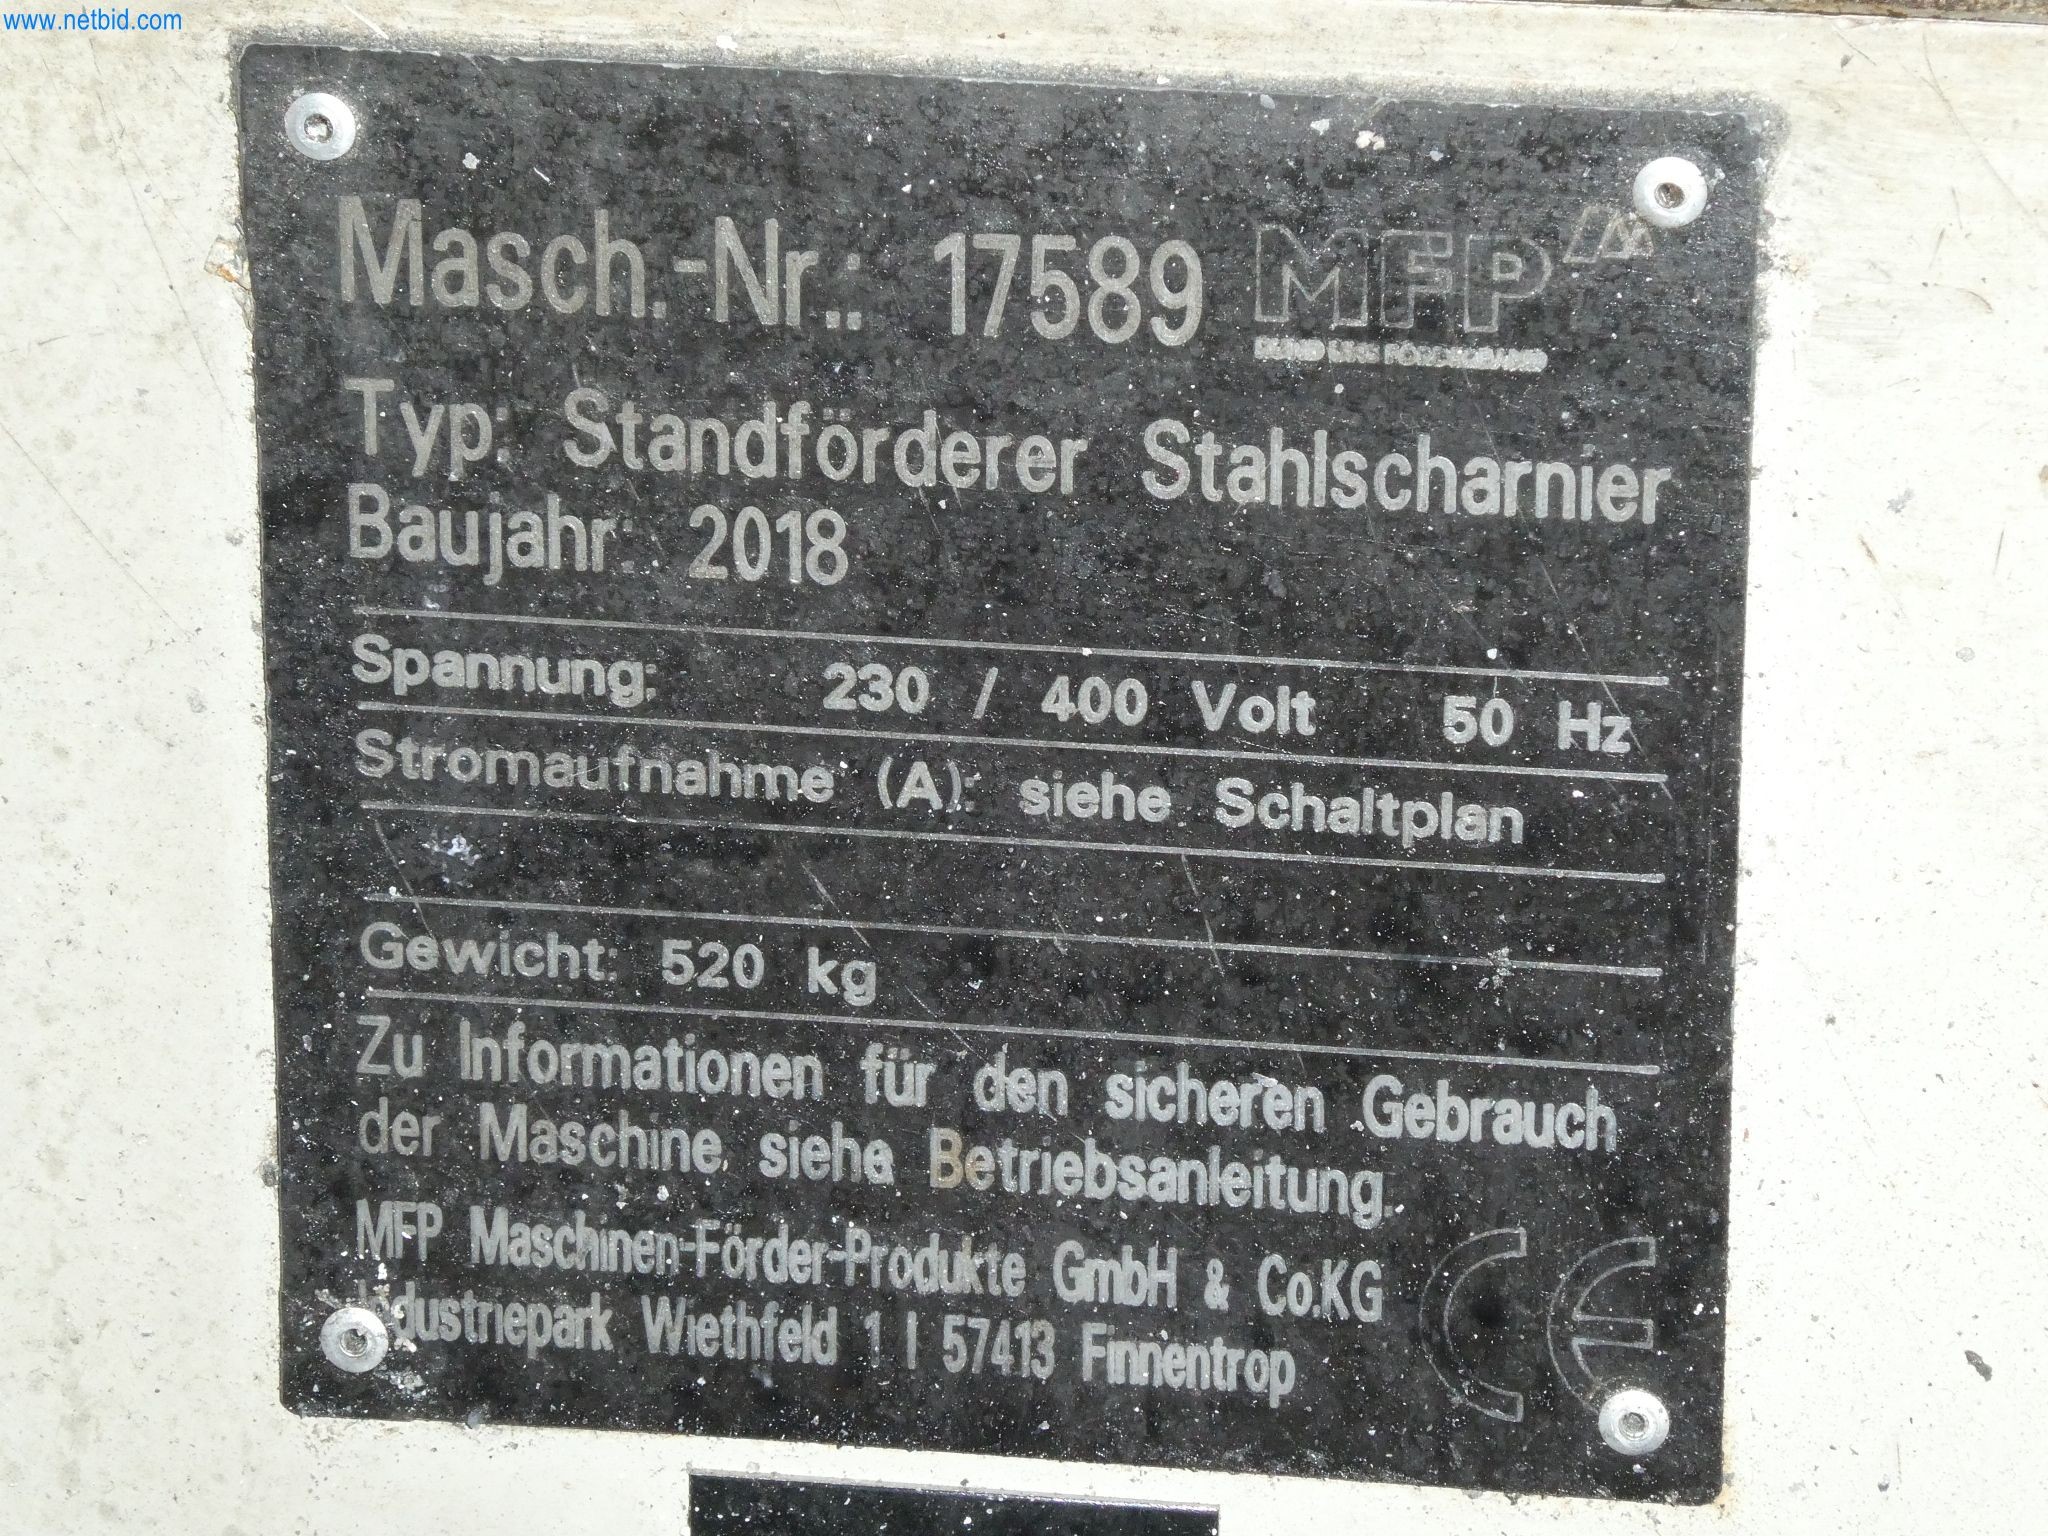 www.netbid.com
Masch.-Nr.: 17589 MFP
Typ: Standförderer Stahlscharnier
Baujahr: 2018
Spannung: 230 / 400 Volt 50 Hz
Stromaufnahme (A): siehe Schaltplan
Gewicht: 520 kg
Zu Informationen für den sicheren Gebrauch
der Maschine siehe Betriebsanleitung.
MFP Maschinen-Förder-Produkte GmbH & Co.KG
Industriepark Wiethfeld 1 | 57413 Finnentrop
CE